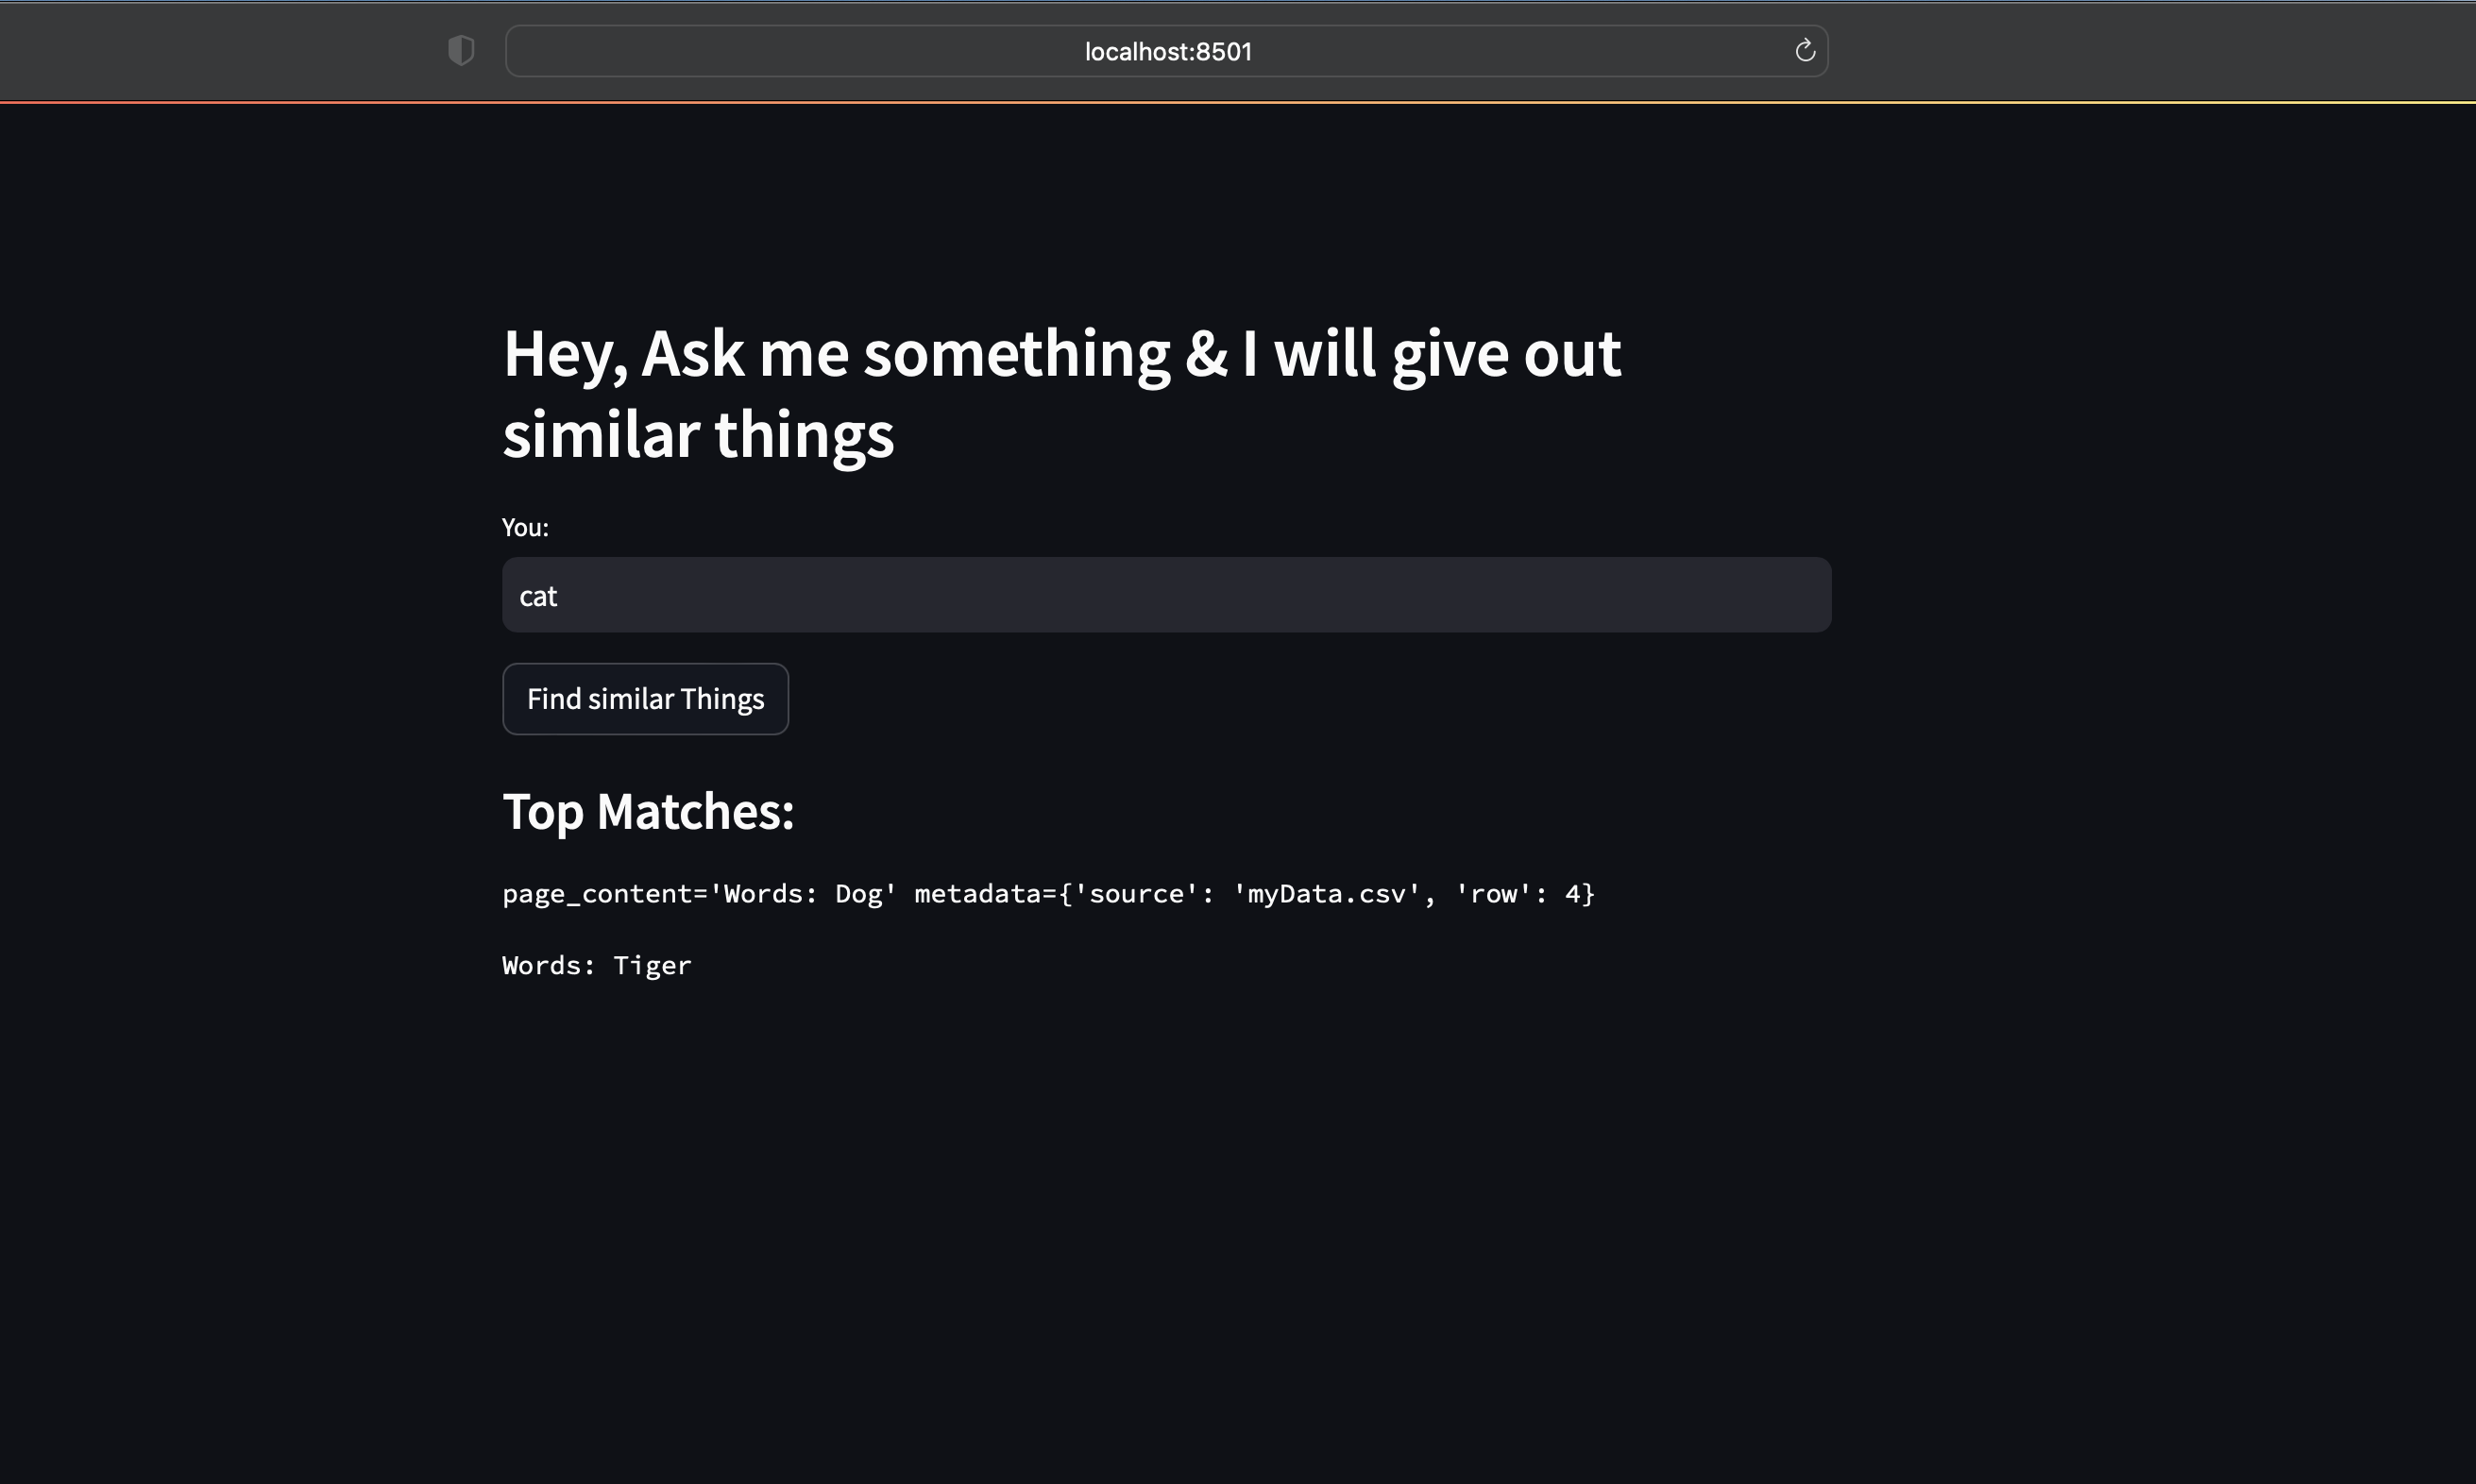 localhost:8501
Hey, Ask me something & I will give out
similar things
You:
cat
Find similar Things
Top Matches:
page_content='Words: Dog' metadata={'source': 'myData.csv', 'row': 4}
Words: Tiger